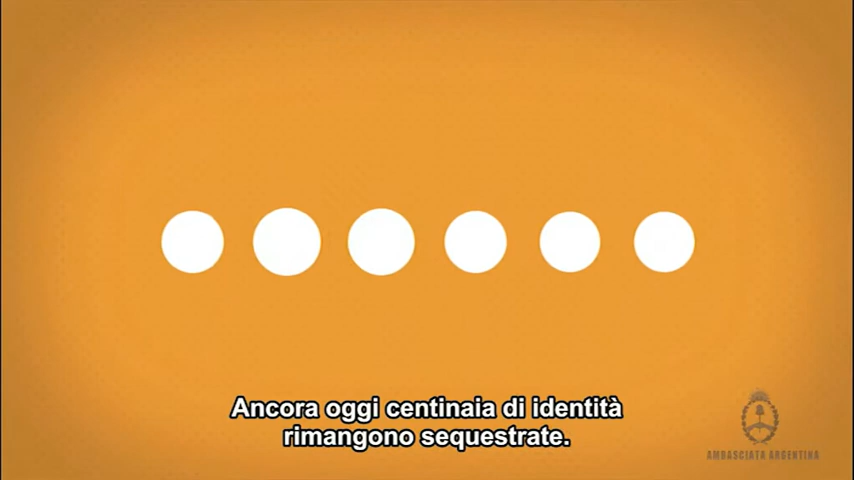 Ancora oggi centinaia di identità
rimangono sequestrate.
AMBASCIATA ARGENTINA